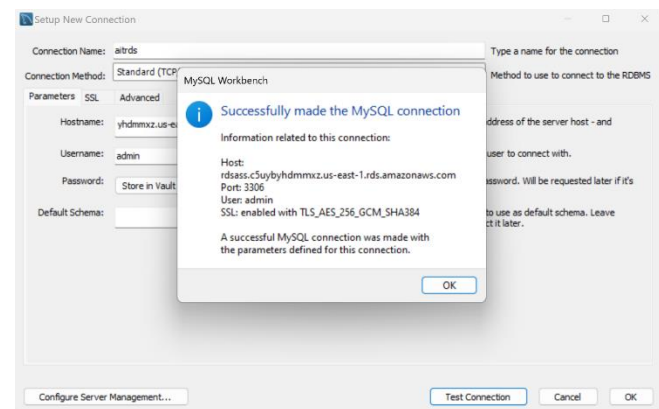 Setup New Connection
Connection Name: aitrds Type a name for the connection
Connection Method: Standard (TCP/ Method to use to connect to the RDBMS
MySQL Workbench
Parameters SSL Advanced
Successfully made the MySQL connection
Hostname: yhdmmxz.us-ea ddress of the server host - and
Information related to this connection:
Username: admin user to connect with.
Host:
rdsass.c5uybyhdmmxz.us-east-1.rds.amazonaws.com
Password: Store in Vault assword. Will be requested later if it's
Port: 3306
User: admin
SSL: enabled with TLS_AES_256_GCM_SHA384
Default Schema: to use as default schema. Leave
ct it later.
A successful MySQL connection was made with
the parameters defined for this connection.
OK
Configure Server Management... Test Connection Cancel OK